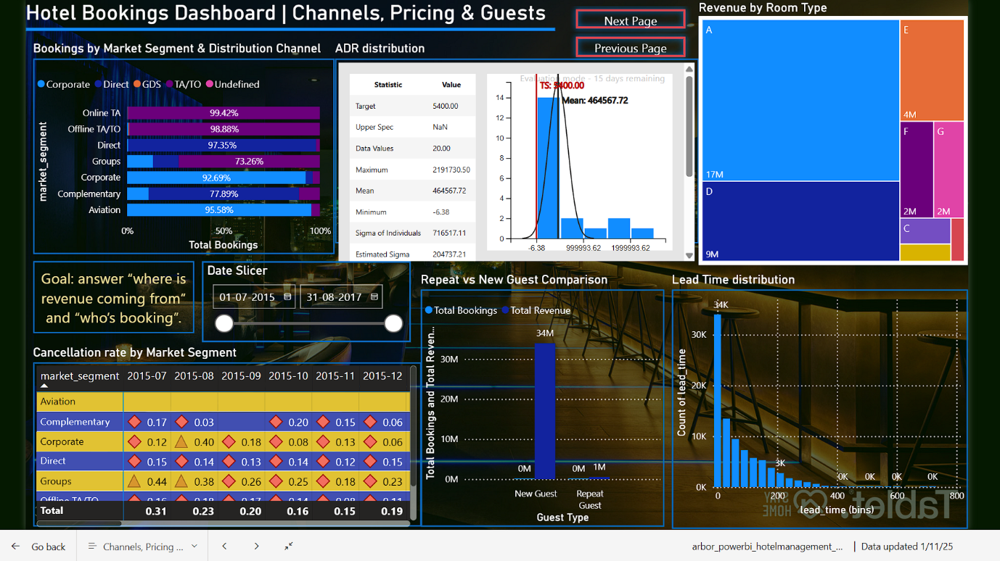 Hotel Bookings Dashboard | Channels, Pricing & Guests
Next Page
Previous Page
Revenue by Room Type
A
17M
D
9M
E
4M
F
2M
G
2M
C
Bookings by Market Segment & Distribution Channel
Corporate Direct GDS TA/TO Undefined
market_segment
Online TA 99.42%
Offline TA/TO 98.88%
Direct 97.35%
Groups 73.26%
Corporate 92.69%
Complementary 77.89%
Aviation 95.58%
0% 50% 100%
Total Bookings
ADR distribution
Statistic Value
Target 5400.00
Upper Spec NaN
Data Values 20.00
Maximum 2191730.50
Mean 464567.72
Minimum -6.38
Sigma of Individuals 716517.11
Estimated Sigma 204737.21
Evaluation mode - 15 days remaining
TS: 5400.00
Mean: 464567.72
14
12
10
8
6
4
2
0
-6.38 999993.62 1999993.62
Goal: answer “where is
revenue coming from”
and “who’s booking”.
Date Slicer
01-07-2015 31-08-2017
Cancellation rate by Market Segment
market_segment 2015-07 2015-08 2015-09 2015-10 2015-11 2015-12
Aviation
Complementary 0.17 0.03 0.20 0.15 0.06
Corporate 0.12 0.40 0.18 0.08 0.13 0.06
Direct 0.15 0.14 0.13 0.14 0.12 0.15
Groups 0.44 0.38 0.26 0.25 0.18 0.23
Offline TA/TO 0.16 0.18 0.17 0.14 0.08 0.11
Total 0.31 0.23 0.20 0.16 0.15 0.19
Repeat vs New Guest Comparison
Total Bookings Total Revenue
Total Bookings and Total Reven...
34M
30M
20M
10M
0M
0M 0M 1M
New Guest Repeat
Guest
Guest Type
Lead Time distribution
Count of lead_time
34K
30K
20K
10K
0K
3K
0K 0K 0K 0K
0 200 400 600 800
lead_time (bins)
STAY
HOME
Tablet.
Go back
Channels, Pricing ...
arbor_powerbi_hotelmanagement_... | Data updated 1/11/25